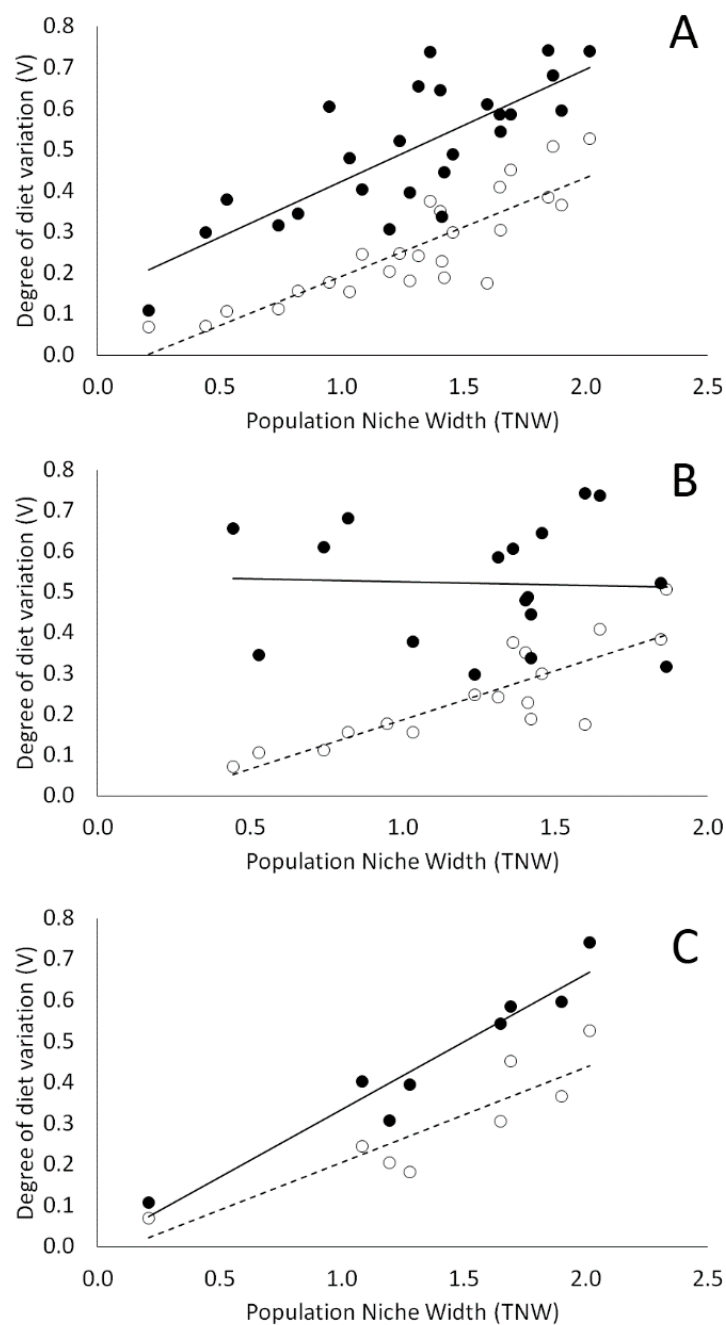 A
0.8
0.7
0.6
0.5
0.4
0.3
0.2
0.1
0.0
Degree of diet variation (V)
0.0 0.5 1.0 1.5 2.0 2.5
Population Niche Width (TNW)
B
0.8
0.7
0.6
0.5
0.4
0.3
0.2
0.1
0.0
Degree of diet variation (V)
0.0 0.5 1.0 1.5 2.0
Population Niche Width (TNW)
C
0.8
0.7
0.6
0.5
0.4
0.3
0.2
0.1
0.0
Degree of diet variation (V)
0.0 0.5 1.0 1.5 2.0 2.5
Population Niche Width (TNW)